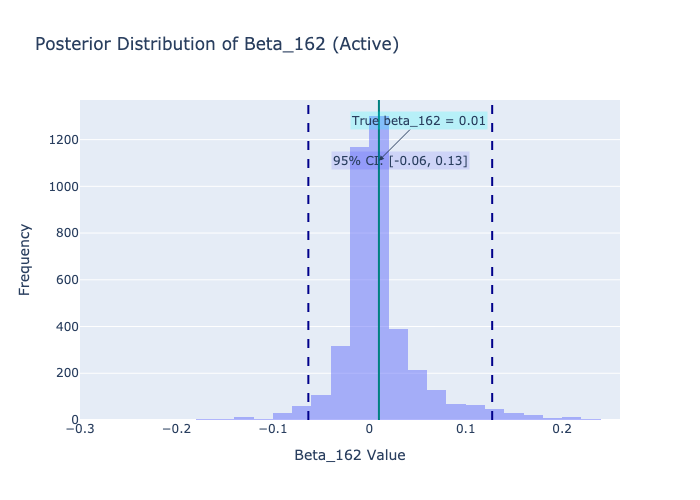 Posterior Distribution of Beta_162 (Active)
True beta_162 = 0.01
95% CI: [-0.06, 0.13]
1200
1000
800
600
400
200
0
Frequency
−0.3
−0.2
−0.1
0
0.1
0.2
Beta_162 Value